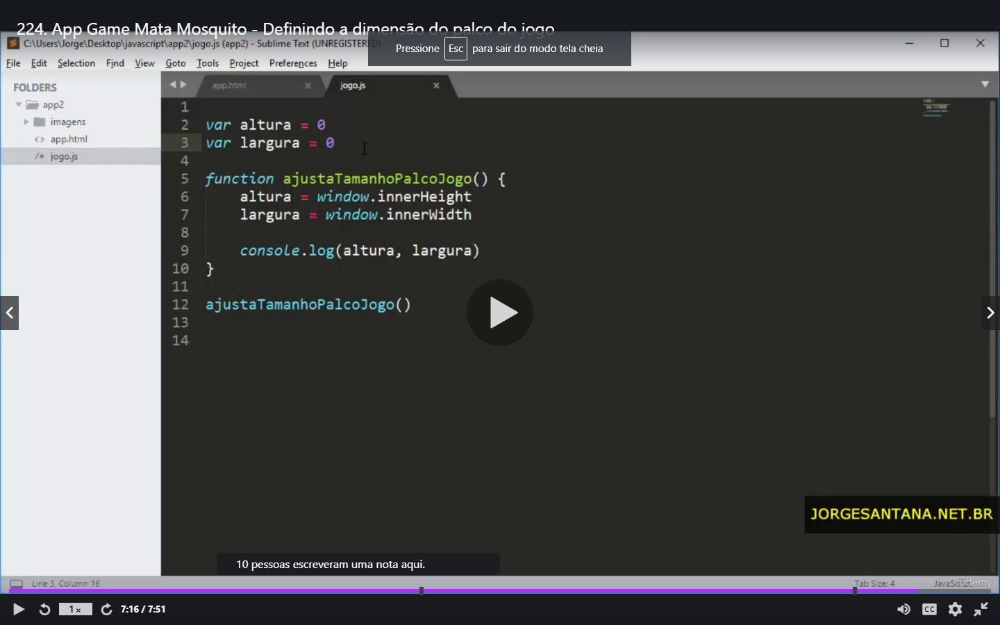 224. App Game Mata Mosquito - Definindo a dimensão do palco do jogo
C:\Users\Jorge\Desktop\javascript\app2\jogo.js (app2) - Sublime Text (UNREGISTERED)
Pressione Esc para sair do modo tela cheia
File Edit Selection Find View Goto Tools Project Preferences Help
FOLDERS
app2
imagens
<> app.html
/* jogo.js
app.html × jogo.js ×
1
2 var altura = 0
3 var largura = 0
4
5 function ajustaTamanhoPalcoJogo() {
6 altura = window.innerHeight
7 largura = window.innerWidth
8
9 console.log(altura, largura)
10 }
11
12 ajustaTamanhoPalcoJogo()
13
14
JORGESANTANA.NET.BR
10 pessoas escreveram uma nota aqui.
Line 3, Column 16
Tab Size: 4
JavaScript
udemy
1×
7:16 / 7:51
CC